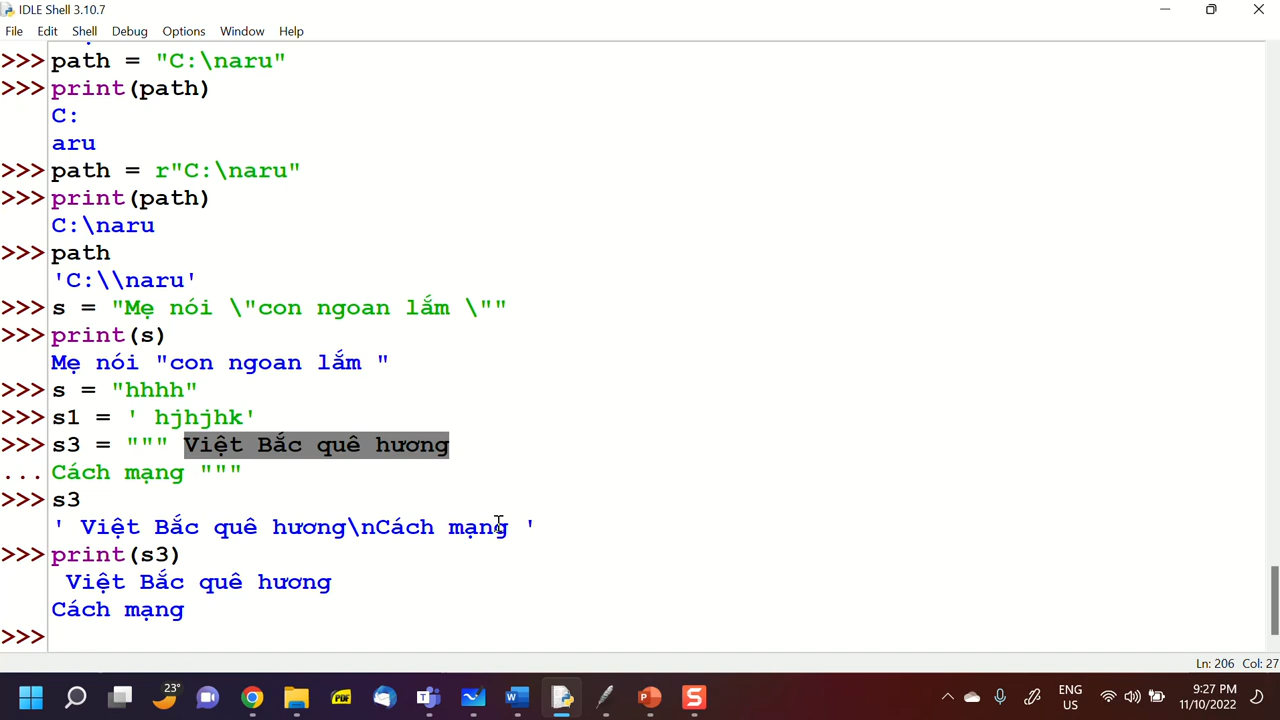 IDLE Shell 3.10.7
File Edit Shell Debug Options Window Help
>>> path = "C:\naru"
>>> print(path)
C:
aru
>>> path = r"C:\naru"
>>> print(path)
C:\naru
>>> path
'C:\\naru'
>>> s = "Mẹ nói \"con ngoan lắm \""
>>> print(s)
Mẹ nói "con ngoan lắm "
>>> s = "hhhh"
>>> s1 = ' hjhjhk'
>>> s3 = """ Việt Bắc quê hương
... Cách mạng """
>>> s3
' Việt Bắc quê hương\nCách mạng '
>>> print(s3)
 Việt Bắc quê hương
Cách mạng
>>>
Ln: 206 Col: 27
23°
PDF
ENG
US
9:27 PM
11/10/2022